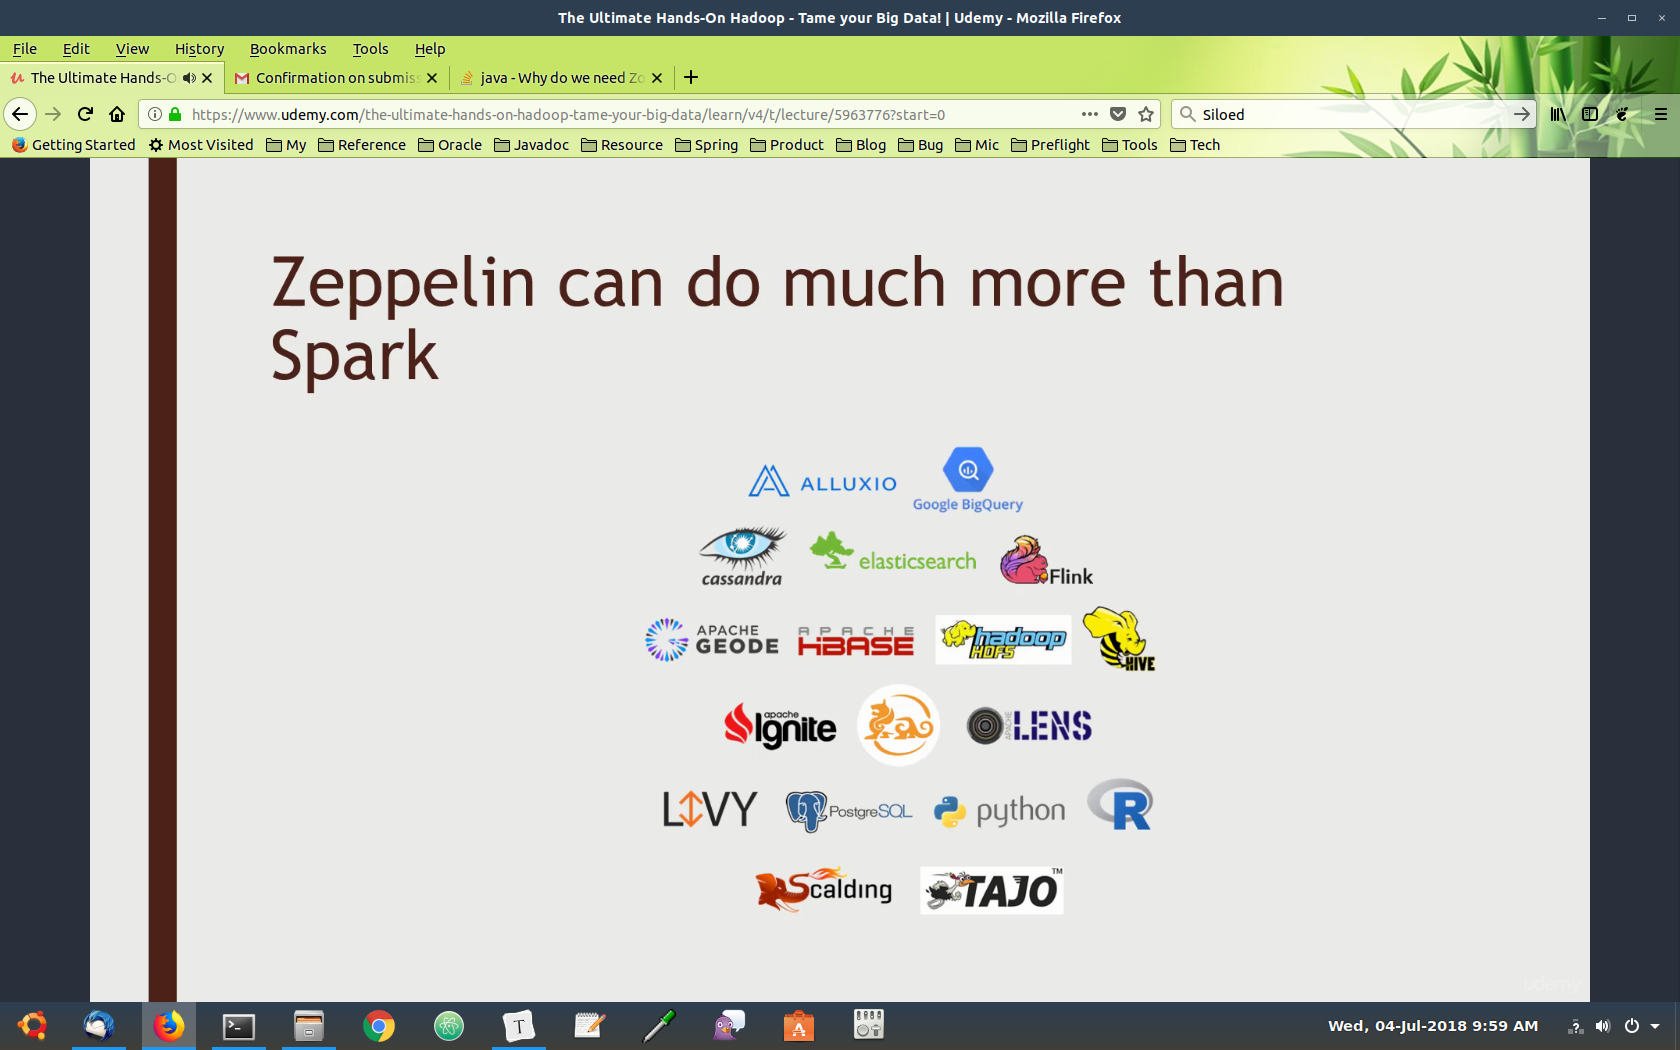 The Ultimate Hands-On Hadoop - Tame your Big Data! | Udemy - Mozilla Firefox
File Edit View History Bookmarks Tools Help
The Ultimate Hands-O Confirmation on submis java - Why do we need Zo
https://www.udemy.com/the-ultimate-hands-on-hadoop-tame-your-big-data/learn/v4/t/lecture/5963776?start=0 Siloed
Getting Started Most Visited My Reference Oracle Javadoc Resource Spring Product Blog Bug Mic Preflight Tools Tech
Zeppelin can do much more than
Spark
ALLUXIO Google BigQuery
cassandra elasticsearch Flink
APACHE GEODE APACHE HBASE hadoop HDFS HIVE
apache Ignite APACHE LENS
LIVY PostgreSQL python R
Scalding TAJO™
udemy
Wed, 04-Jul-2018 9:59 AM